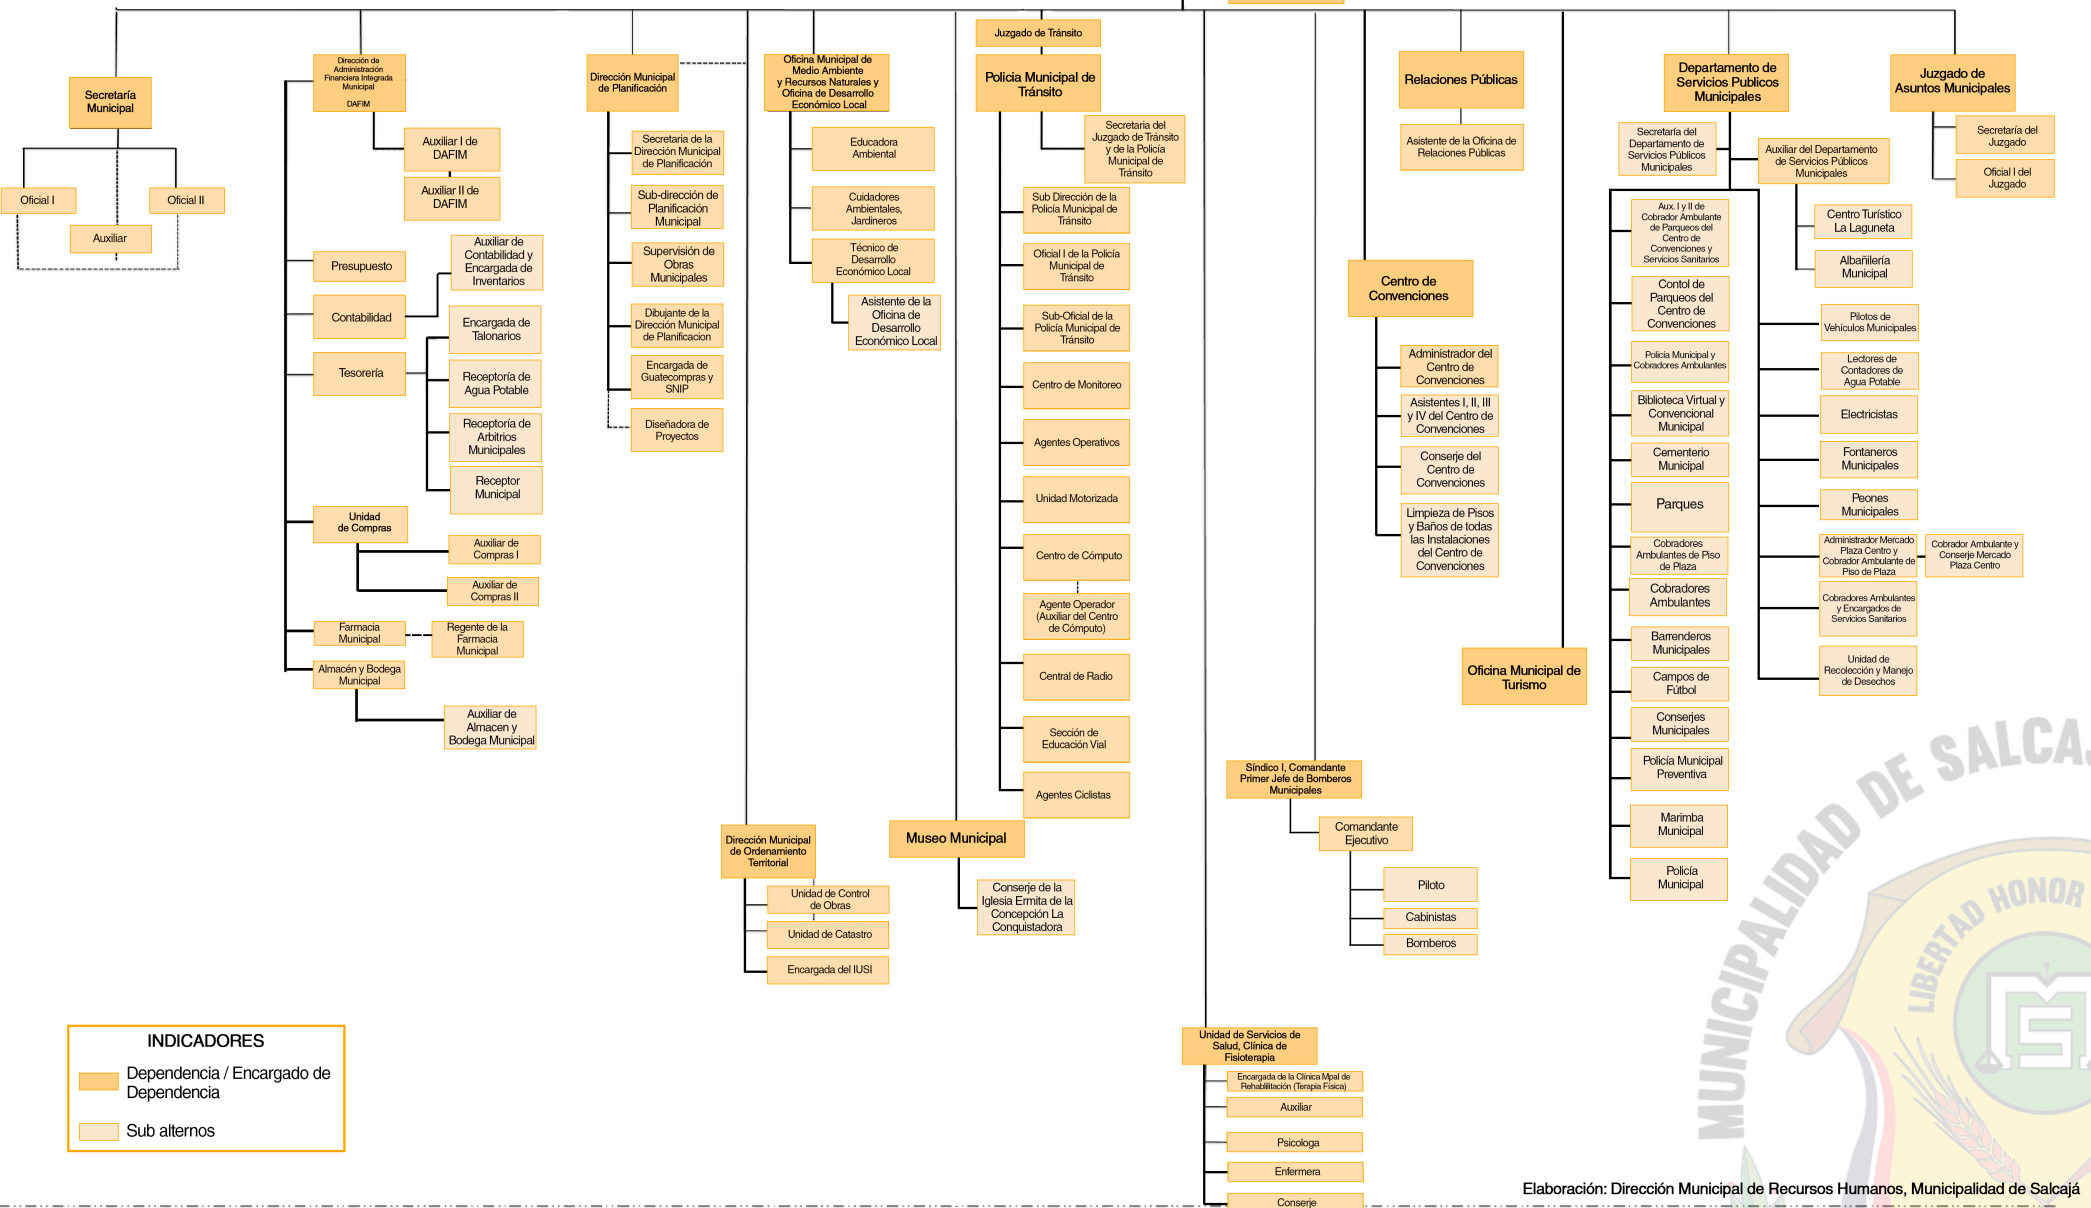 Secretaría
Municipal
Oficial I
Oficial II
Auxiliar
Dirección de
Administración
Financiera Integrada
Municipal
DAFIM
Auxiliar I de
DAFIM
Auxiliar II de
DAFIM
Presupuesto
Contabilidad
Auxiliar de
Contabilidad y
Encargada de
Inventarios
Tesorería
Encargada de
Talonarios
Receptoría de
Agua Potable
Receptoría de
Arbitrios
Municipales
Receptor
Municipal
Unidad
de Compras
Auxiliar de
Compras I
Auxiliar de
Compras II
Farmacia
Municipal
Regente de la
Farmacia
Municipal
Almacén y Bodega
Municipal
Auxiliar de
Almacen y
Bodega Municipal
Dirección Municipal
de Planificación
Secretaria de la
Dirección Municipal
de Planificación
Sub-dirección de
Planificación
Municipal
Supervisión de
Obras
Municipales
Dibujante de la
Dirección Municipal
de Planificacion
Encargada de
Guatecompras y
SNIP
Diseñadora de
Proyectos
Dirección Municipal
de Ordenamiento
Territorial
Unidad de Control
de Obras
Unidad de Catastro
Encargada del IUSI
Oficina Municipal de
Medio Ambiente
y Recursos Naturales y
Oficina de Desarrollo
Económico Local
Educadora
Ambiental
Cuidadores
Ambientales,
Jardineros
Técnico de
Desarrollo
Económico Local
Asistente de la
Oficina de
Desarrollo
Económico Local
Museo Municipal
Conserje de la
Iglesia Ermita de la
Concepción La
Conquistadora
Juzgado de Tránsito
Policia Municipal de
Tránsito
Secretaria del
Juzgado de Tránsito
y de la Policía
Municipal de
Tránsito
Sub Dirección de la
Policía Municipal de
Tránsito
Oficial I de la Policía
Municipal de
Tránsito
Sub-Oficial de la
Policía Municipal de
Tránsito
Centro de Monitoreo
Agentes Operativos
Unidad Motorizada
Centro de Cómputo
Agente Operador
(Auxiliar del Centro
de Cómputo)
Central de Radio
Sección de
Educación Vial
Agentes Ciclistas
Unidad de Servicios de
Salud, Clínica de
Fisioterapia
Encargada de la Clínica Mpal de
Rehabilitación (Terapia Física)
Auxiliar
Psicologa
Enfermera
Conserje
Síndico I, Comandante
Primer Jefe de Bomberos
Municipales
Comandante
Ejecutivo
Piloto
Cabinistas
Bomberos
Centro de
Convenciones
Administrador del
Centro de
Convenciones
Asistentes I, II, III
y IV del Centro de
Convenciones
Conserje del
Centro de
Convenciones
Limpieza de Pisos
y Baños de todas
las Instalaciones
del Centro de
Convenciones
Relaciones Públicas
Asistente de la Oficina de
Relaciones Públicas
Oficina Municipal de
Turismo
Departamento de
Servicios Publicos
Municipales
Secretaría del
Departamento de
Servicios Públicos
Municipales
Auxiliar del Departamento
de Servicios Públicos
Municipales
Centro Turístico
La Laguneta
Albañilería
Municipal
Aux. I y II de
Cobrador Ambulante
de Parqueos del
Centro de
Convenciones y
Servicios Sanitarios
Contol de
Parqueos del
Centro de
Convenciones
Policía Municipal y
Cobradores Ambulantes
Biblioteca Virtual y
Convencional
Municipal
Cementerio
Municipal
Parques
Cobradores
Ambulantes de Piso
de Plaza
Cobradores
Ambulantes
Barrenderos
Municipales
Campos de
Fútbol
Conserjes
Municipales
Policía Municipal
Preventiva
Marimba
Municipal
Policía
Municipal
Pilotos de
Vehículos Municipales
Lectores de
Contadores de
Agua Potable
Electricistas
Fontaneros
Municipales
Peones
Municipales
Administrador Mercado
Plaza Centro y
Cobrador Ambulante de
Piso de Plaza
Cobrador Ambulante y
Conserje Mercado
Plaza Centro
Cobradores Ambulantes
y Encargados de
Servicios Sanitarios
Unidad de
Recolección y Manejo
de Desechos
Juzgado de
Asuntos Municipales
Secretaría del
Juzgado
Oficial I del
Juzgado
INDICADORES
Dependencia / Encargado de
Dependencia
Sub alternos
MUNICIPALIDAD DE SALCAJ
LIBERTAD HONOR
Elaboración: Dirección Municipal de Recursos Humanos, Municipalidad de Salcajá